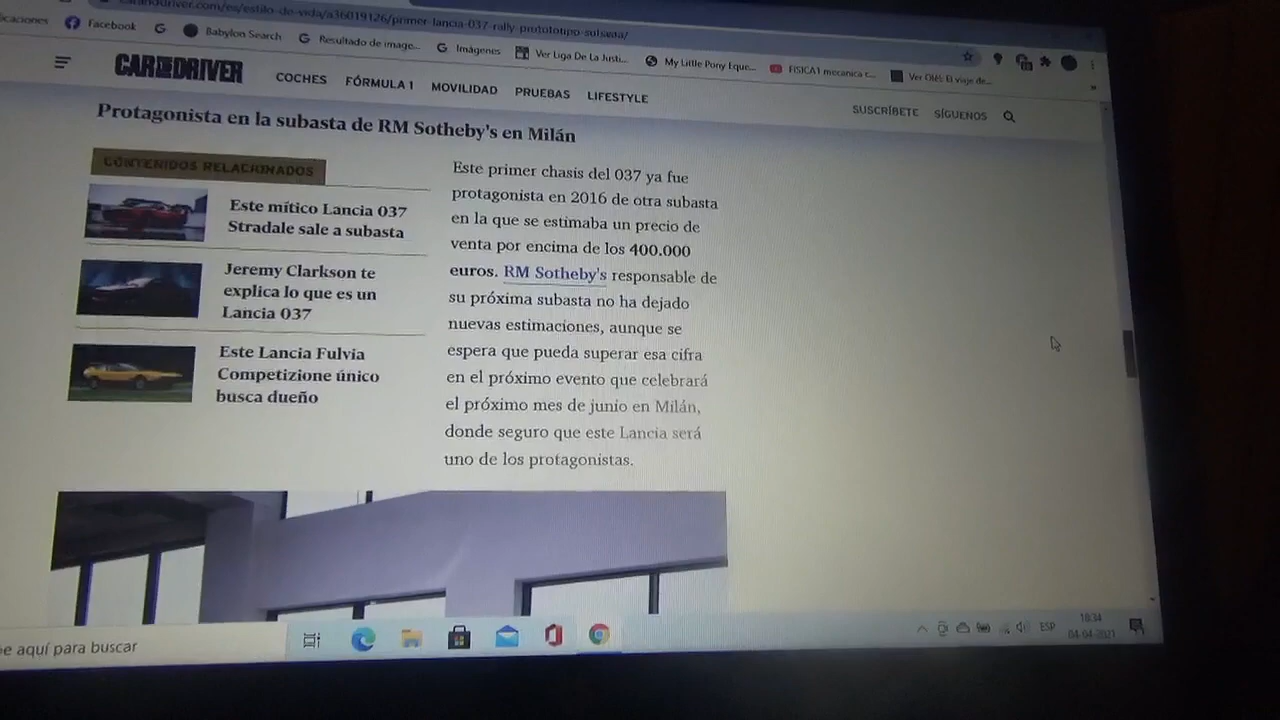 caranddriver.com/es/estilo-de-vida/a36019126/primer-lancia-037-rally-prototoupo-subasta/
Facebook
Babylon Search
Resultado de image...
Imágenes
Ver Liga De La Justi...
My Little Pony Eque...
FISICA1 mecanica c...
Ver Olés: El viaje de...
»
CAR AND DRIVER
COCHES
FÓRMULA 1
MOVILIDAD
PRUEBAS
LIFESTYLE
SUSCRÍBETE
SÍGUENOS
Protagonista en la subasta de RM Sotheby's en Milán
CONTENIDOS RELACIONADOS
Este mítico Lancia 037
Stradale sale a subasta
Jeremy Clarkson te
explica lo que es un
Lancia 037
Este Lancia Fulvia
Competizione único
busca dueño
Este primer chasis del 037 ya fue
protagonista en 2016 de otra subasta
en la que se estimaba un precio de
venta por encima de los 400.000
euros. RM Sotheby's responsable de
su próxima subasta no ha dejado
nuevas estimaciones, aunque se
espera que pueda superar esa cifra
en el próximo evento que celebrará
el próximo mes de junio en Milán,
donde seguro que este Lancia será
uno de los protagonistas.
e aquí para buscar
ESP
18:34
04-04-2021